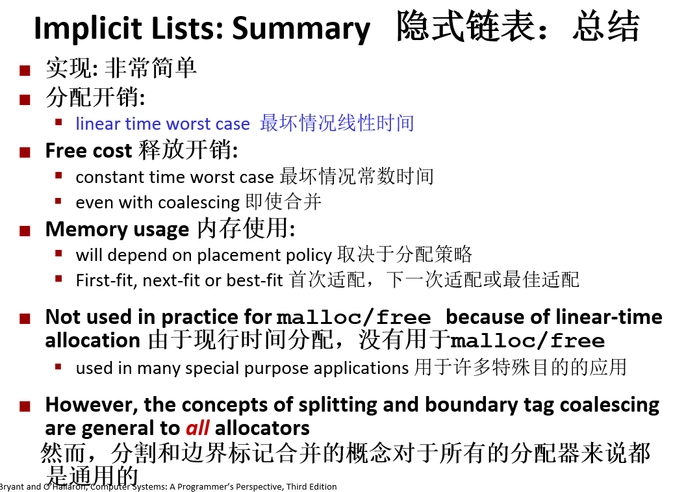 Implicit Lists: Summary 隐式链表：总结
实现: 非常简单
分配开销:
linear time worst case 最坏情况线性时间
Free cost 释放开销:
constant time worst case 最坏情况常数时间
even with coalescing 即使合并
Memory usage 内存使用:
will depend on placement policy 取决于分配策略
First-fit, next-fit or best-fit 首次适配，下一次适配或最佳适配
Not used in practice for malloc/free because of linear-time
allocation 由于现行时间分配，没有用于malloc/free
used in many special purpose applications 用于许多特殊目的的应用
However, the concepts of splitting and boundary tag coalescing
are general to all allocators
然而，分割和边界标记合并的概念对于所有的分配器来说都
是通用的
Bryant and O'Hallaron, Computer Systems: A Programmer's Perspective, Third Edition